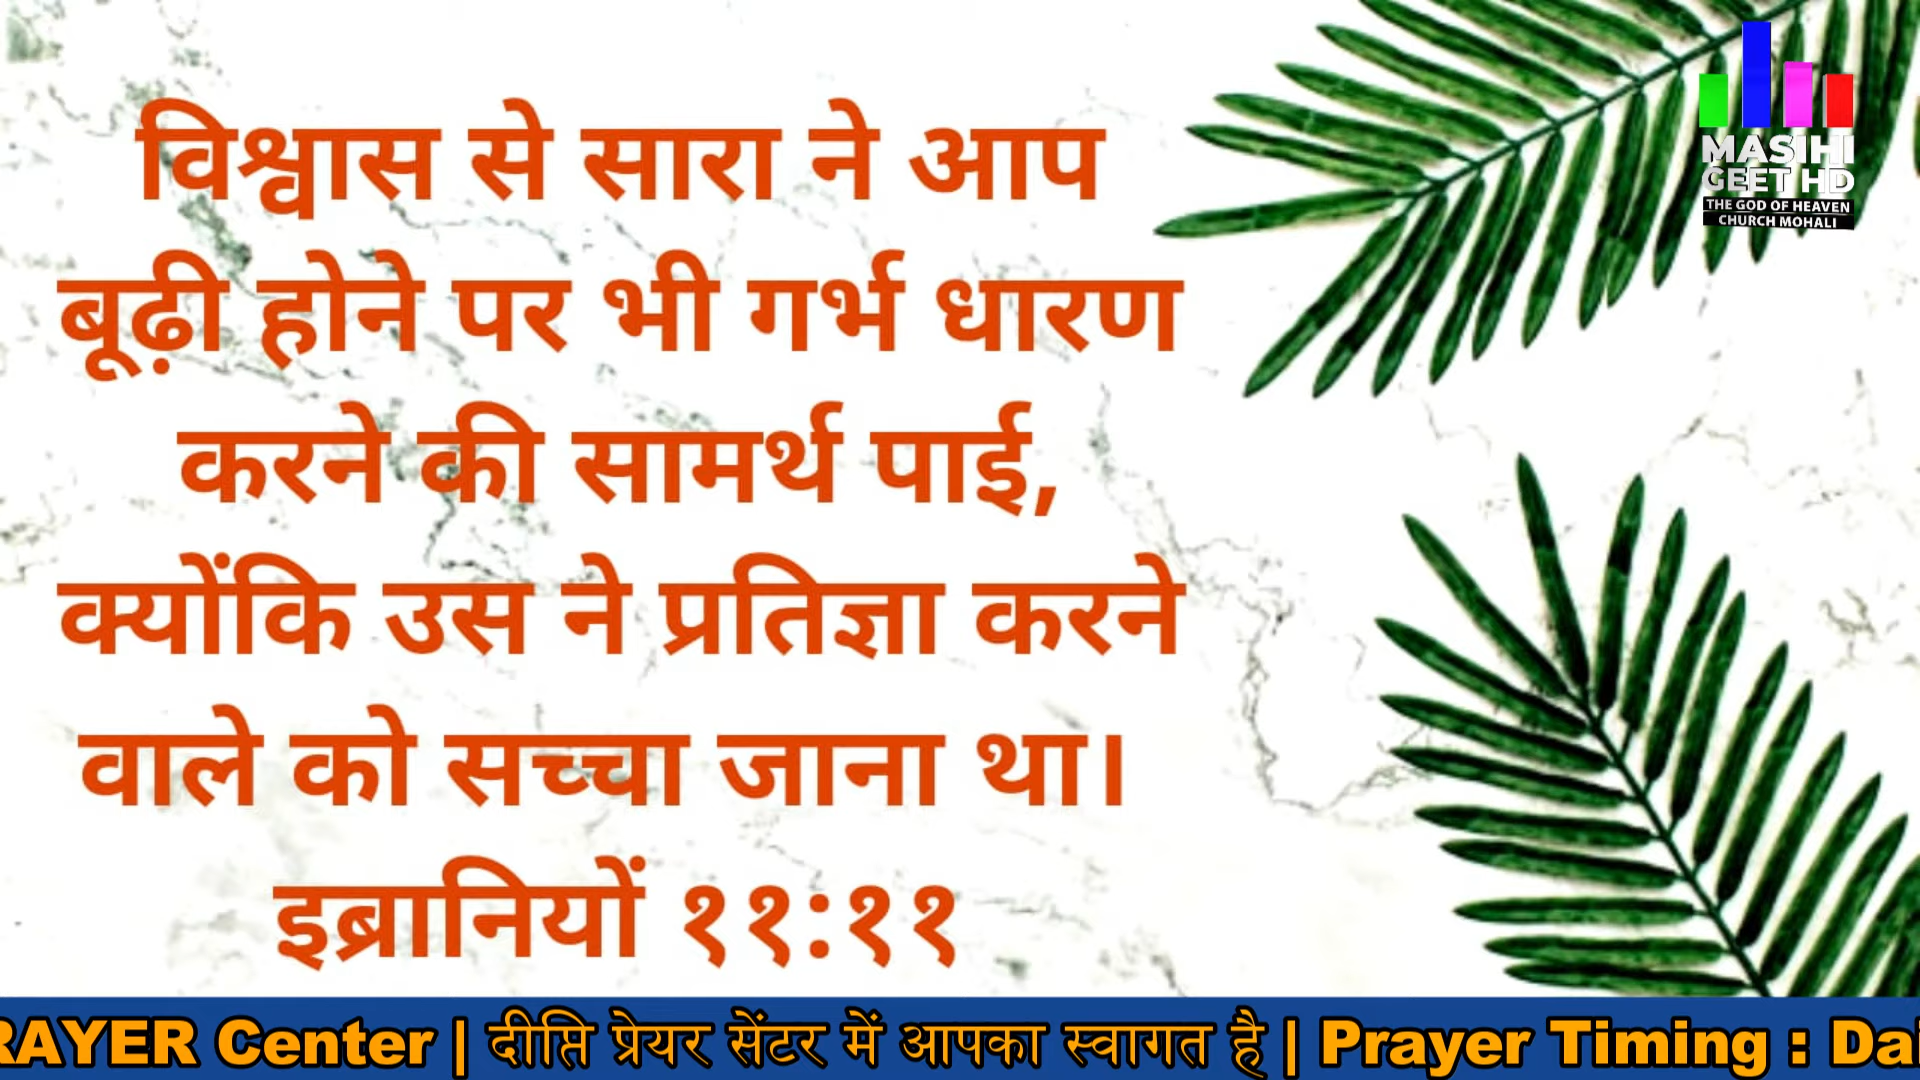 विश्वास से सारा ने आप
बूढ़ी होने पर भी गर्भ धारण
करने की सामर्थ पाई,
क्योंकि उस ने प्रतिज्ञा करने
वाले को सच्चा जाना था।
इब्रानियों ११:११
MASIHI
GEET HD
THE GOD OF HEAVEN
CHURCH MOHALI
RAYER Center | दीप्ति प्रेयर सेंटर में आपका स्वागत है | Prayer Timing : Dai